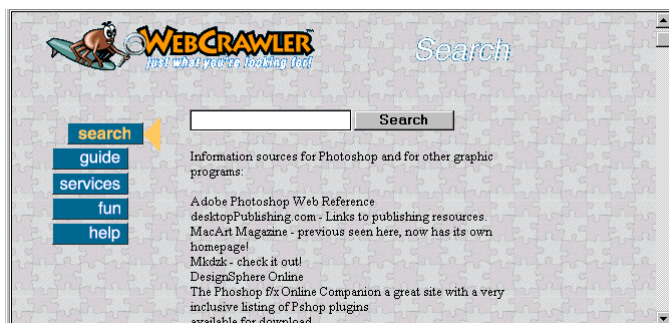 WEBCRAWLER
just what you're looking for!
Search
Search
search
guide
services
fun
help
Information sources for Photoshop and for other graphic
programs:
Adobe Photoshop Web Reference
desktopPublishing.com - Links to publishing resources.
MacArt Magazine - previous seen here, now has its own
homepage!
Mkdzk - check it out!
DesignSphere Online
The Phoshop f/x Online Companion a great site with a very
inclusive listing of Pshop plugins
available for download